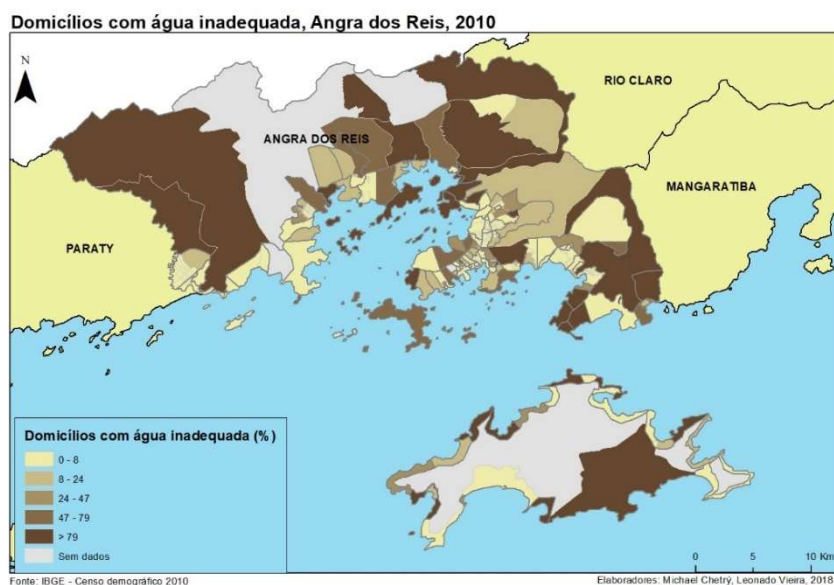 Domicílios com água inadequada, Angra dos Reis, 2010
N
RIO CLARO
ANGRA DOS REIS
MANGARATIBA
PARATY
Domicílios com água inadequada (%)
0 - 8
8 - 24
24 - 47
47 - 79
> 79
Sem dados
0 5 10 Km
Fonte: IBGE - Censo demográfico 2010
Elaboradores: Michael Chetrý, Leonado Vieira, 2018